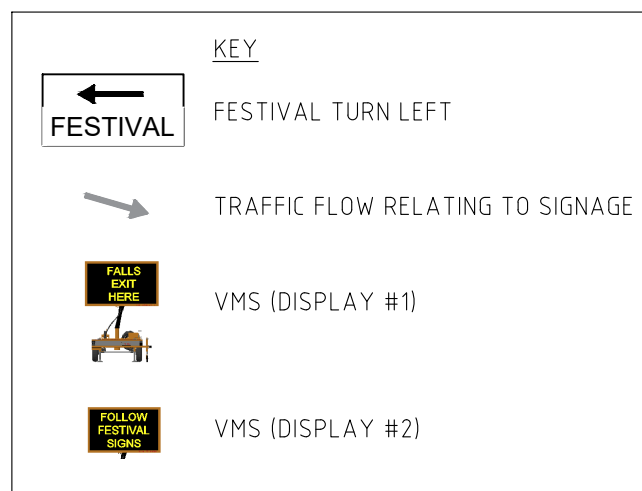 KEY
FESTIVAL
FESTIVAL TURN LEFT
TRAFFIC FLOW RELATING TO SIGNAGE
FALLS
EXIT
HERE
VMS (DISPLAY #1)
FOLLOW
FESTIVAL
SIGNS
VMS (DISPLAY #2)